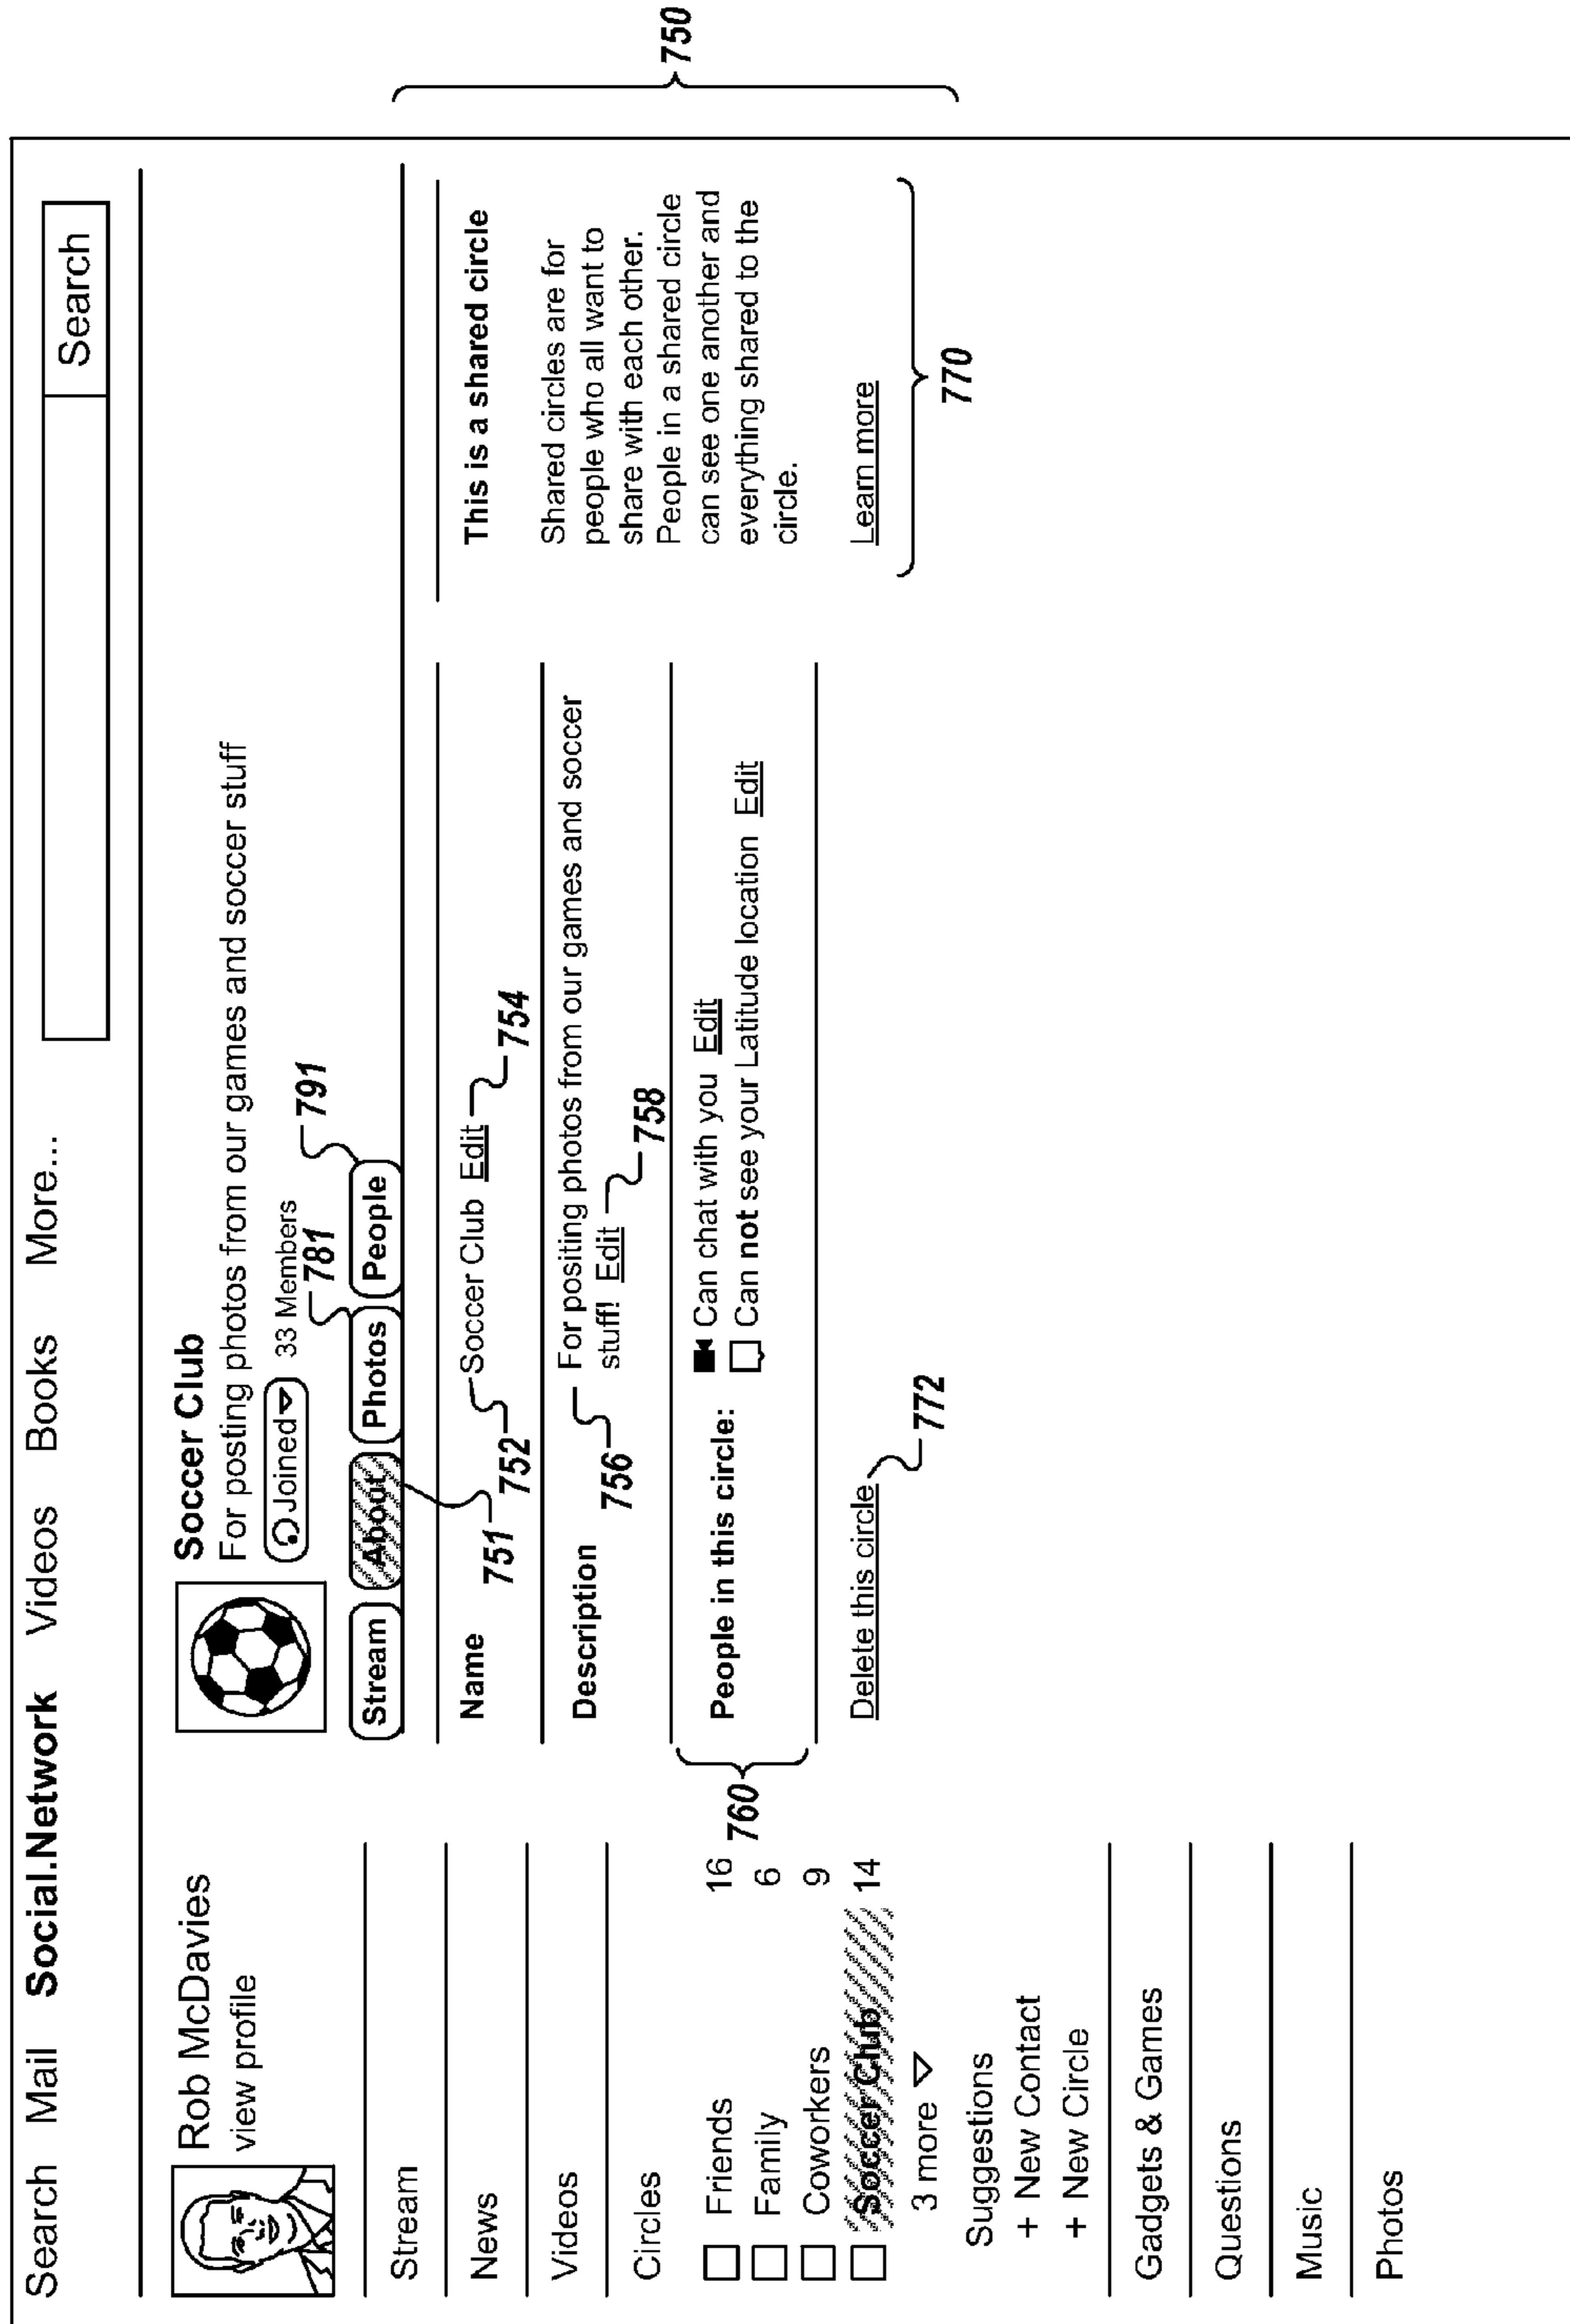 Search Mail Social.Network Videos Books More... Search
Rob McDavies
view profile
Stream
News
Videos
Circles
Friends 16
Family 6
Coworkers 9
Soccer Club 14
3 more
Suggestions
+ New Contact
+ New Circle
Gadgets & Games
Questions
Music
Photos
Soccer Club
For posting photos from our games and soccer stuff
Joined 33 Members
781
791
Stream About Photos People
751
Name Soccer Club Edit
752
754
Description For positing photos from our games and soccer
stuff! Edit
756
758
People in this circle: Can chat with you Edit
Can not see your Latitude location Edit
760
Delete this circle
772
This is a shared circle
Shared circles are for
people who all want to
share with each other.
People in a shared circle
can see one another and
everything shared to the
circle.
Learn more
770
750